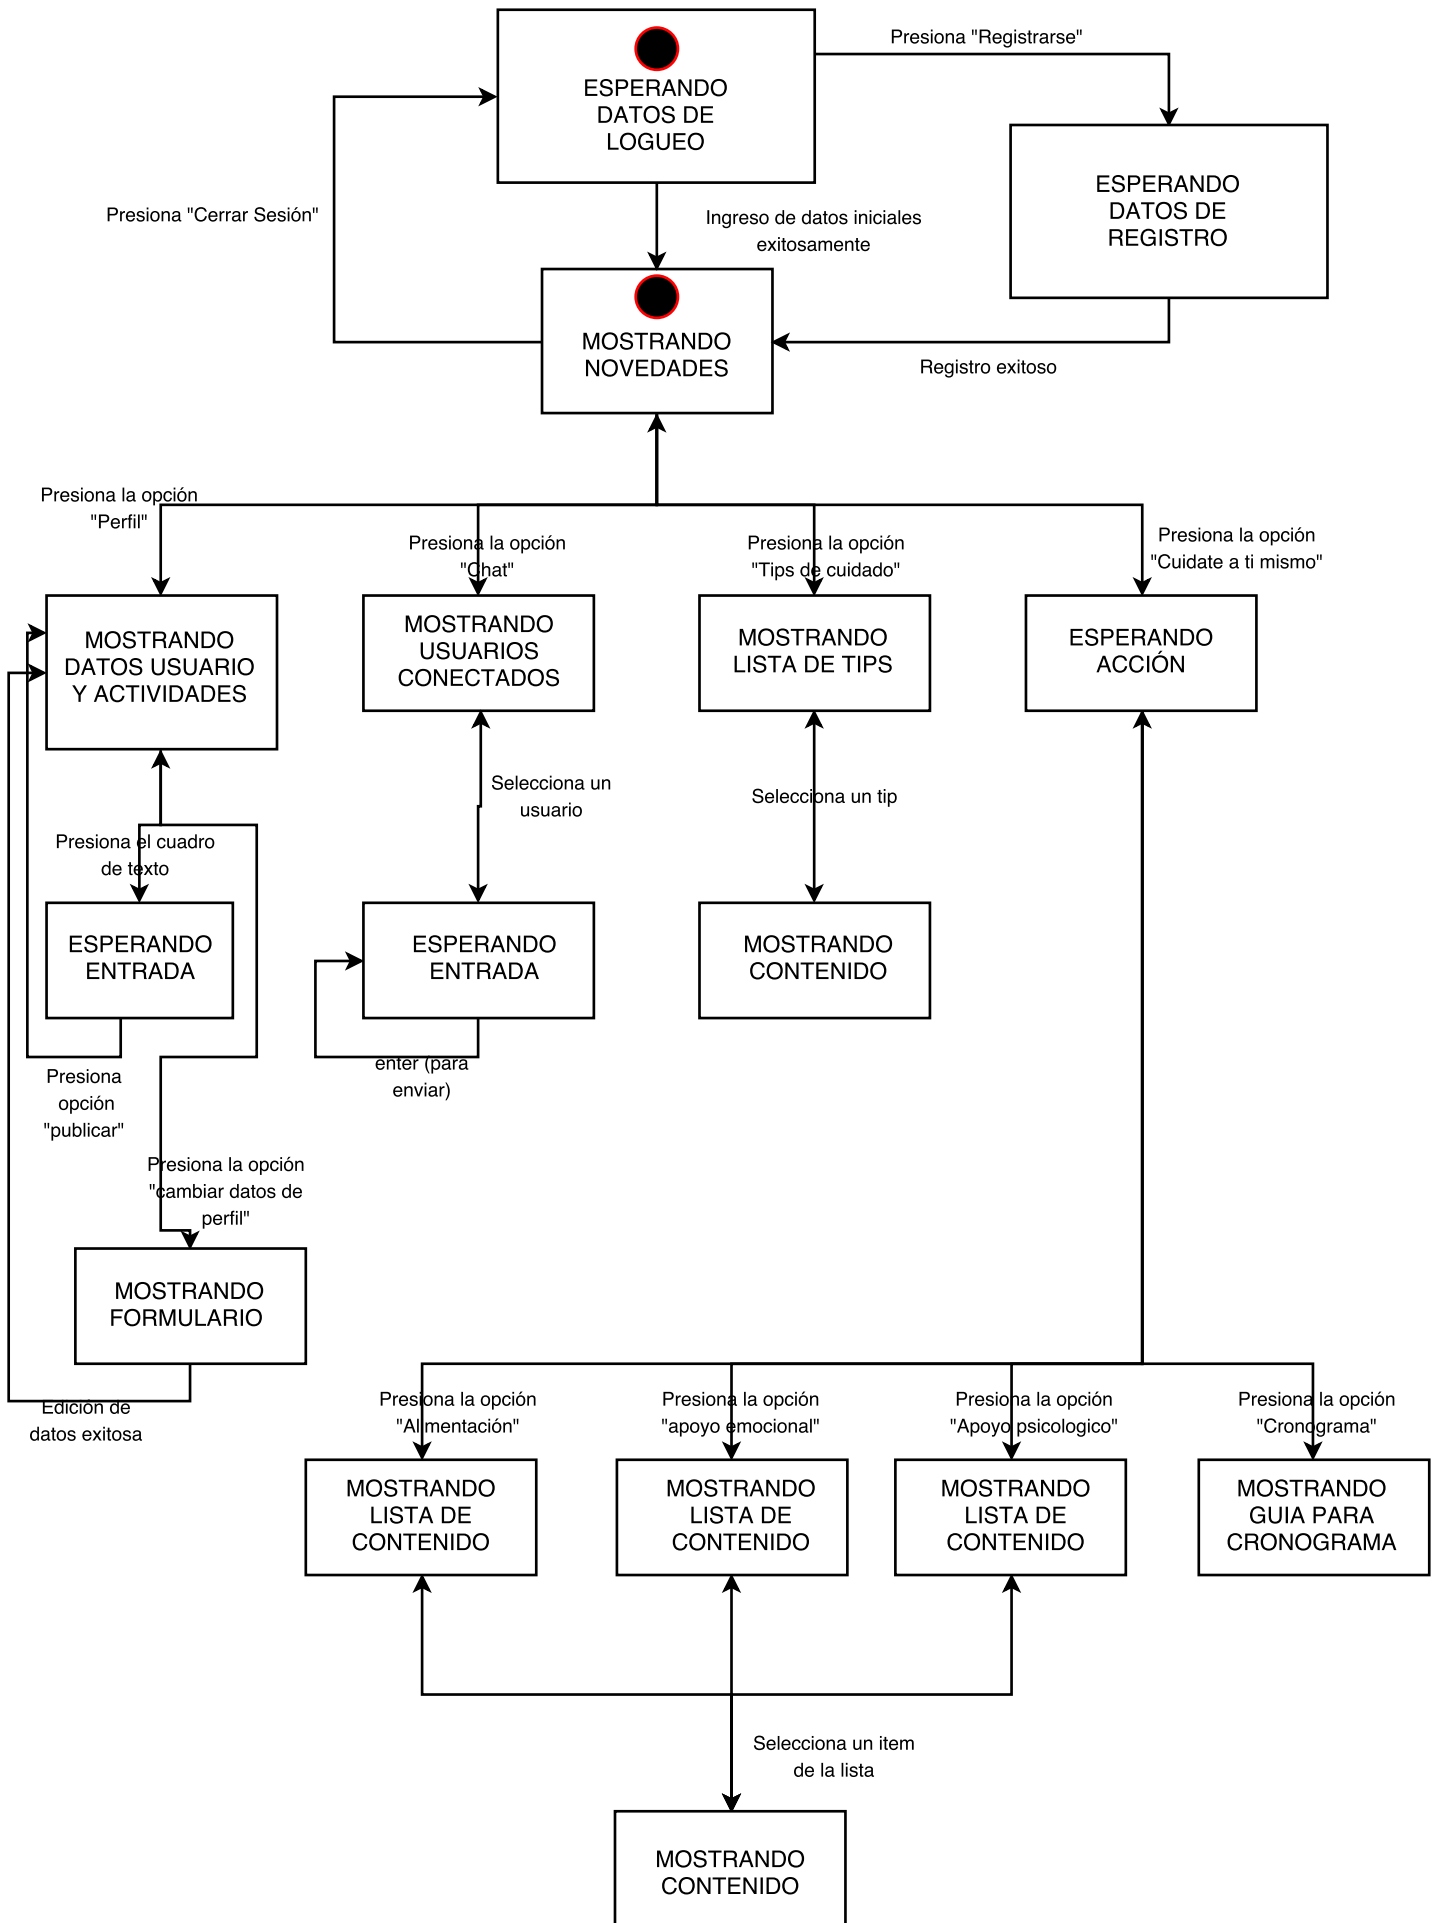 Presiona "Registrarse"
ESPERANDO
DATOS DE
LOGUEO
ESPERANDO
DATOS DE
REGISTRO
Presiona "Cerrar Sesión"
Ingreso de datos iniciales
exitosamente
MOSTRANDO
NOVEDADES
Registro exitoso
Presiona la opción
"Perfil"
Presiona la opción
"Chat"
Presiona la opción
"Tips de cuidado"
Presiona la opción
"Cuidate a ti mismo"
MOSTRANDO
DATOS USUARIO
Y ACTIVIDADES
MOSTRANDO
USUARIOS
CONECTADOS
MOSTRANDO
LISTA DE TIPS
ESPERANDO
ACCIÓN
Selecciona un
usuario
Selecciona un tip
Presiona el cuadro
de texto
ESPERANDO
ENTRADA
ESPERANDO
ENTRADA
MOSTRANDO
CONTENIDO
enter (para
enviar)
Presiona
opción
"publicar"
Presiona la opción
"cambiar datos de
perfil"
MOSTRANDO
FORMULARIO
Edición de
datos exitosa
Presiona la opción
"Alimentación"
Presiona la opción
"apoyo emocional"
Presiona la opción
"Apoyo psicologico"
Presiona la opción
"Cronograma"
MOSTRANDO
LISTA DE
CONTENIDO
MOSTRANDO
LISTA DE
CONTENIDO
MOSTRANDO
LISTA DE
CONTENIDO
MOSTRANDO
GUIA PARA
CRONOGRAMA
Selecciona un item
de la lista
MOSTRANDO
CONTENIDO